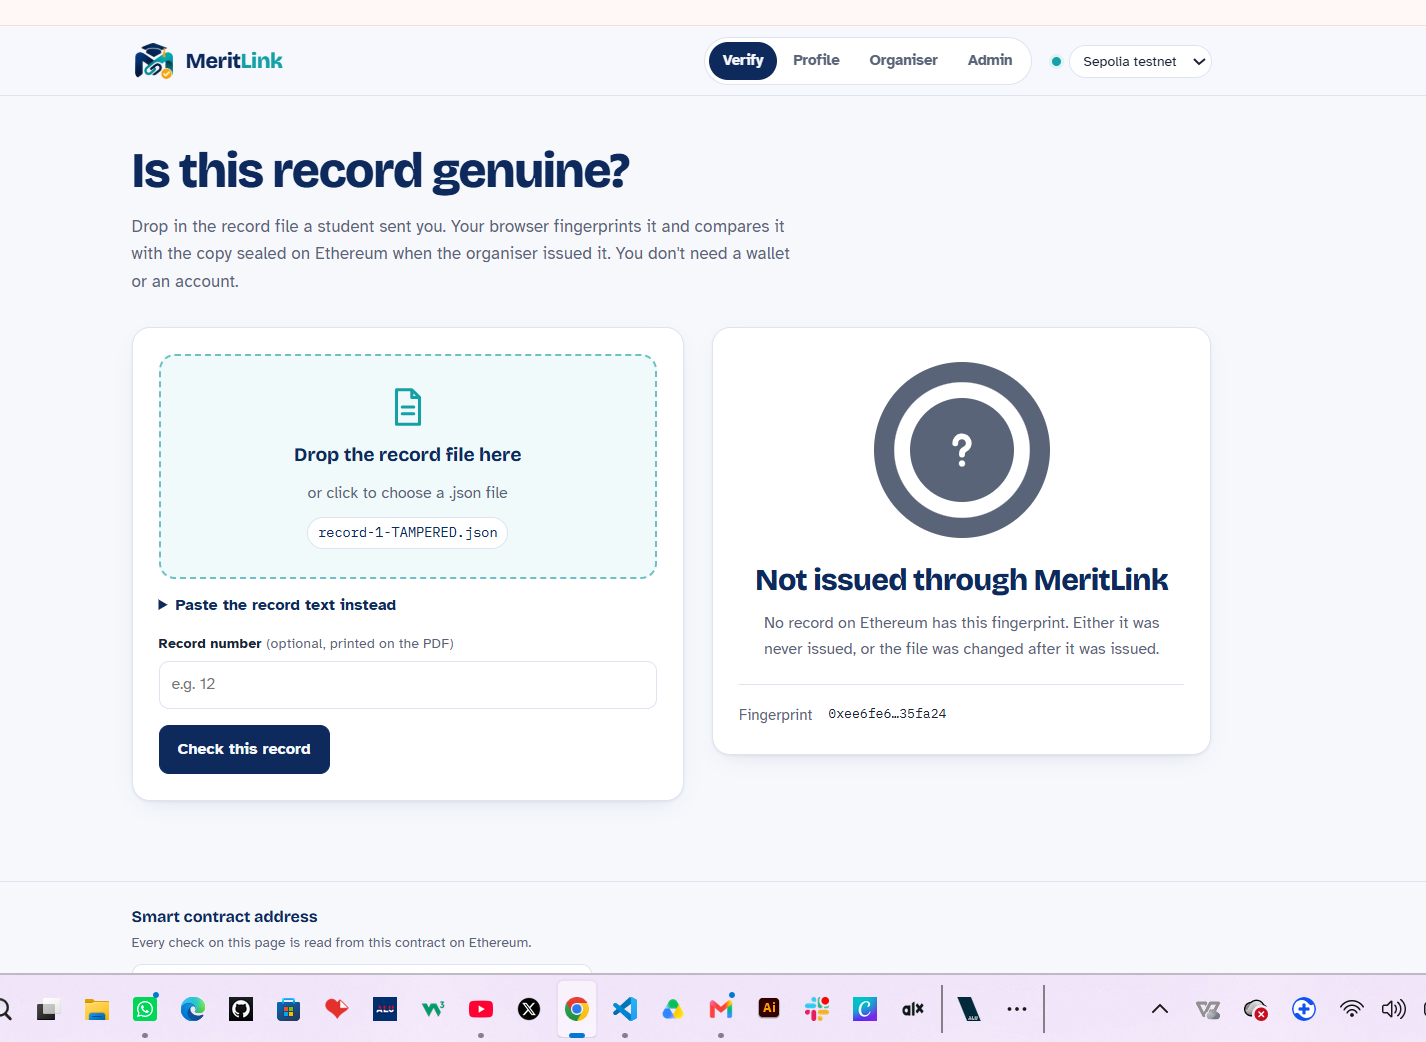 MeritLink
Verify
Profile
Organiser
Admin
Sepolia testnet
Is this record genuine?
Drop in the record file a student sent you. Your browser fingerprints it and compares it
with the copy sealed on Ethereum when the organiser issued it. You don't need a wallet
or an account.
Drop the record file here
or click to choose a .json file
record-1-TAMPERED.json
Paste the record text instead
Record number (optional, printed on the PDF)
e.g. 12
Check this record
?
Not issued through MeritLink
No record on Ethereum has this fingerprint. Either it was
never issued, or the file was changed after it was issued.
Fingerprint 0xee6fe6…35fa24
Smart contract address
Every check on this page is read from this contract on Ethereum.
ALU
W3
X
Ai
C
alx
ALU